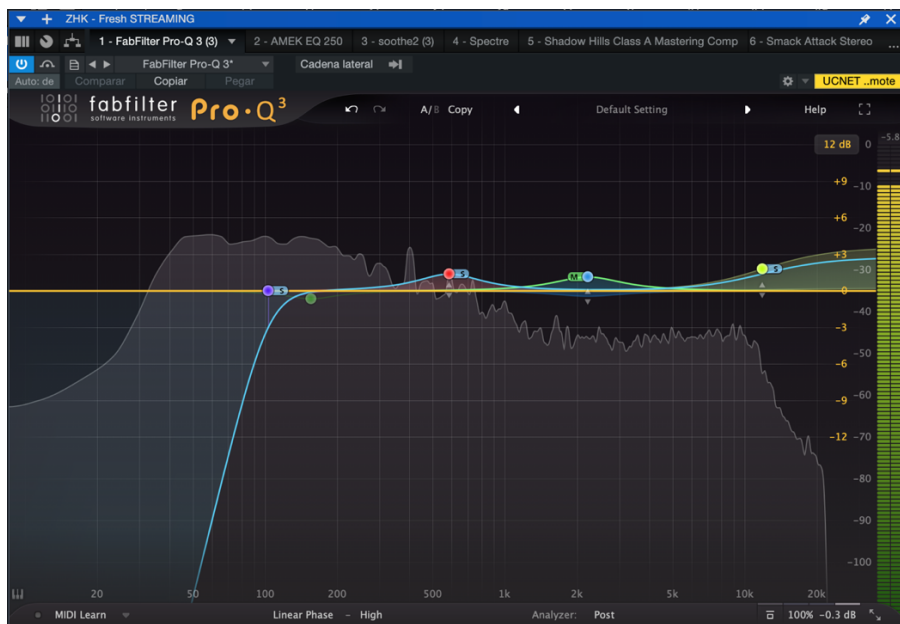 ZHK - Fresh STREAMING
1 - FabFilter Pro-Q 3 (3) 2 - AMEK EQ 250 3 - soothe2 (3) 4 - Spectre 5 - Shadow Hills Class A Mastering Comp 6 - Smack Attack Stereo ...
FabFilter Pro-Q 3* Cadena lateral
Auto: de Comparar Copiar Pegar UCNET ..mote
fabfilter Pro·Q3 A/B Copy Default Setting Help
software instruments
12 dB 0 -5.8
+9 -10
+6 -20
+3 -30
S S M S 0
-40
-3
-50
-6
-60
-9
-12 -70
-80
-90
-100
20 50 100 200 500 1k 2k 5k 10k 20k
MIDI Learn Linear Phase - High Analyzer: Post 100% -0.3 dB